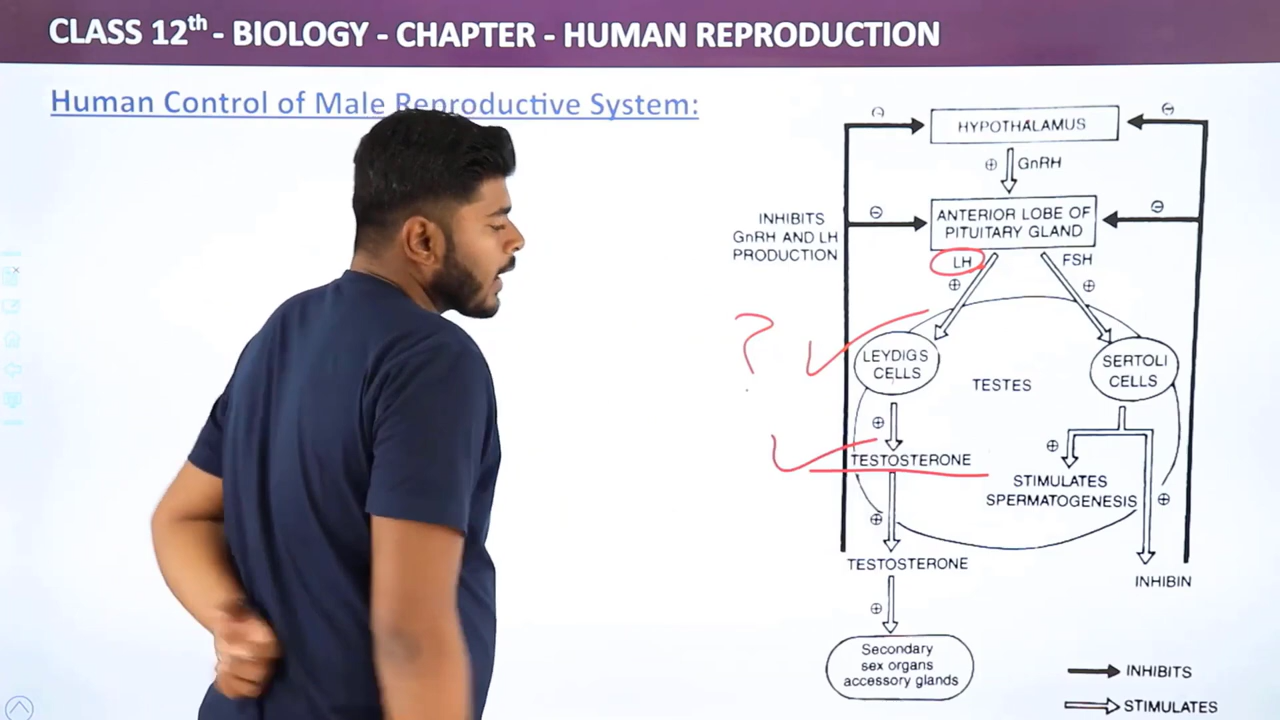 CLASS 12th - BIOLOGY - CHAPTER - HUMAN REPRODUCTION
Human Control of Male Reproductive System:
HYPOTHALAMUS
⊕ GnRH
ANTERIOR LOBE OF
PITUITARY GLAND
INHIBITS
GnRH AND LH
PRODUCTION
LH
FSH
LEYDIGS
CELLS
SERTOLI
CELLS
TESTES
?
TESTOSTERONE
STIMULATES
SPERMATOGENESIS
TESTOSTERONE
INHIBIN
Secondary
sex organs
accessory glands
INHIBITS
STIMULATES